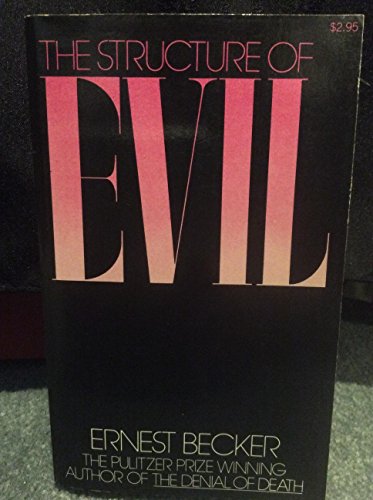 $2.95
THE STRUCTURE OF
EVIL
ERNEST BECKER
THE PULITZER PRIZE WINNING
AUTHOR OF THE DENIAL OF DEATH